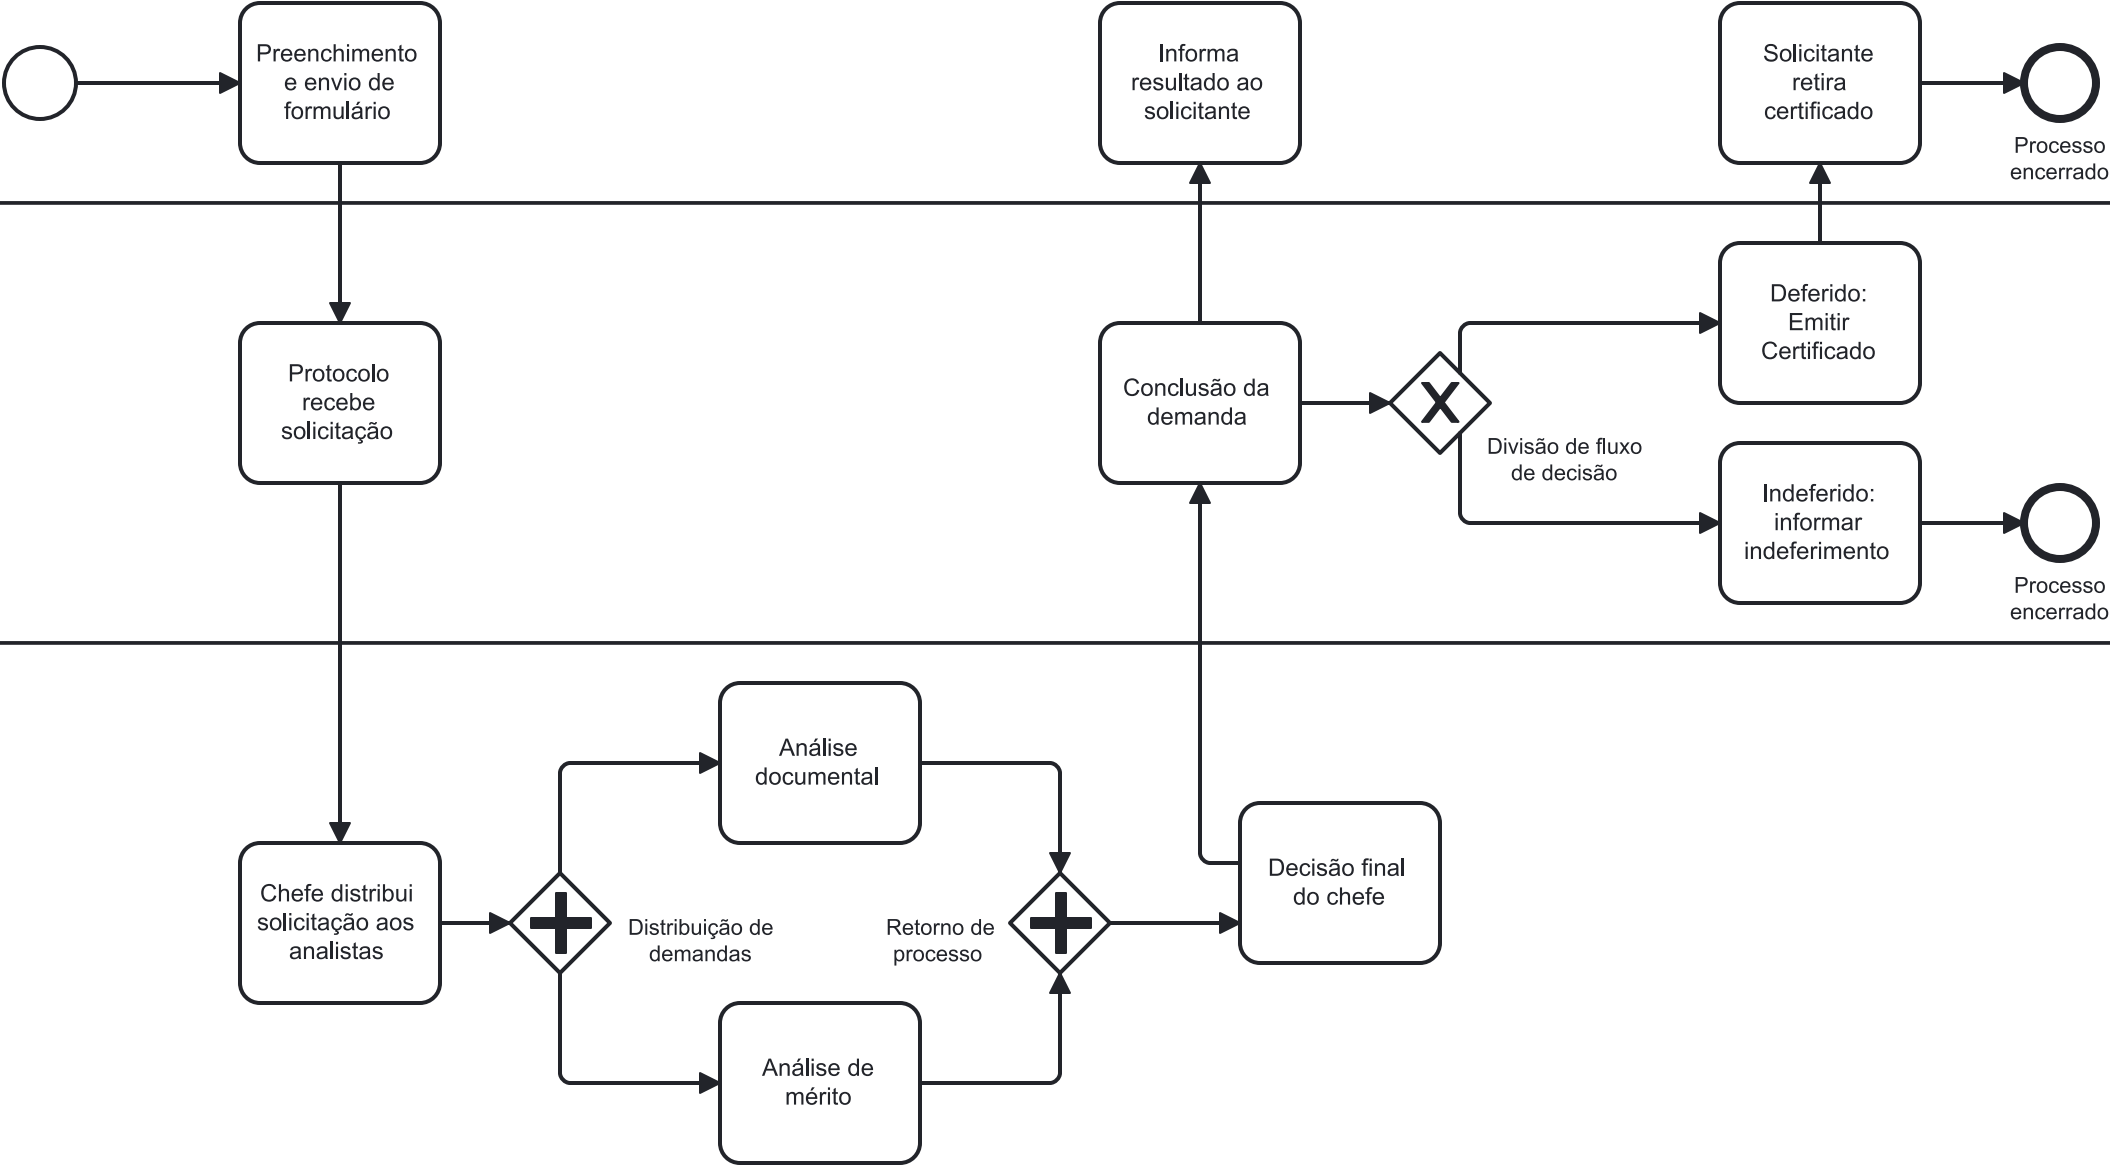 Preenchimento
e envio de
formulário
Informa
resultado ao
solicitante
Solicitante
retira
certificado
Processo
encerrado
Protocolo
recebe
solicitação
Conclusão da
demanda
X
Divisão de fluxo
de decisão
Deferido:
Emitir
Certificado
Indeferido:
informar
indeferimento
Processo
encerrado
Chefe distribui
solicitação aos
analistas
Distribuição de
demandas
Análise
documental
Análise de
mérito
Retorno de
processo
Decisão final
do chefe